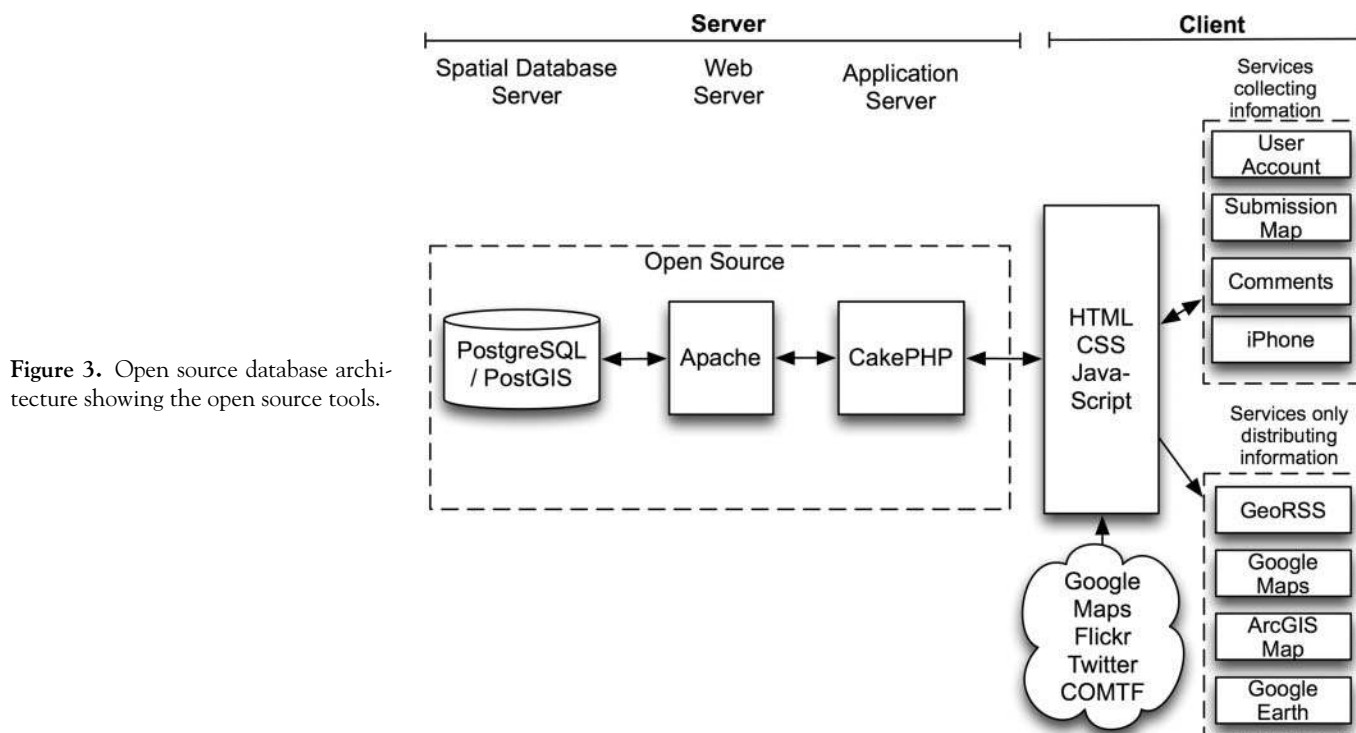 Server
Client
Spatial Database
Server
Web
Server
Application
Server
Services
collecting
infomation
User
Account
Submission
Map
Comments
iPhone
Open Source
PostgreSQL
/ PostGIS
Apache
CakePHP
HTML
CSS
Java-
Script
Figure 3. Open source database archi-
tecture showing the open source tools.
Services only
distributing
information
GeoRSS
Google
Maps
ArcGIS
Map
Google
Earth
Google
Maps
Flickr
Twitter
COMTF